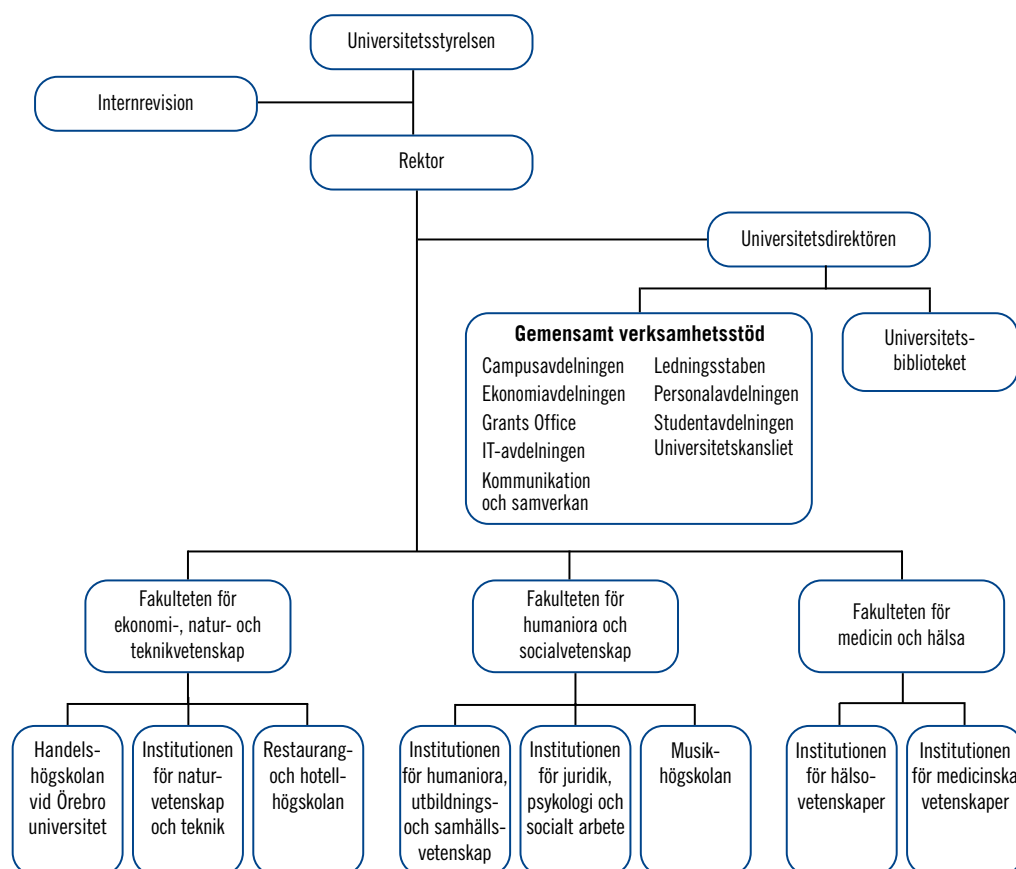 Universitetsstyrelsen
Internrevision
Rektor
Universitetsdirektören
Gemensamt verksamhetsstöd
Campusavdelningen
Ekonomiavdelningen
Grants Office
IT-avdelningen
Kommunikation
och samverkan
Ledningsstaben
Personalavdelningen
Studentavdelningen
Universitetskansliet
Universitets-
biblioteket
Fakulteten för
ekonomi-, natur- och
teknikvetenskap
Fakulteten för
humaniora och
socialvetenskap
Fakulteten för
medicin och hälsa
Handels-
högskolan
vid Örebro
universitet
Institutionen
för natur-
vetenskap
och teknik
Restaurang-
och hotell-
högskolan
Institutionen
för humaniora,
utbildnings-
och samhälls-
vetenskap
Institutionen
för juridik,
psykologi och
socialt arbete
Musik-
högskolan
Institutionen
för hälso-
vetenskaper
Institutionen
för medicinska
vetenskaper